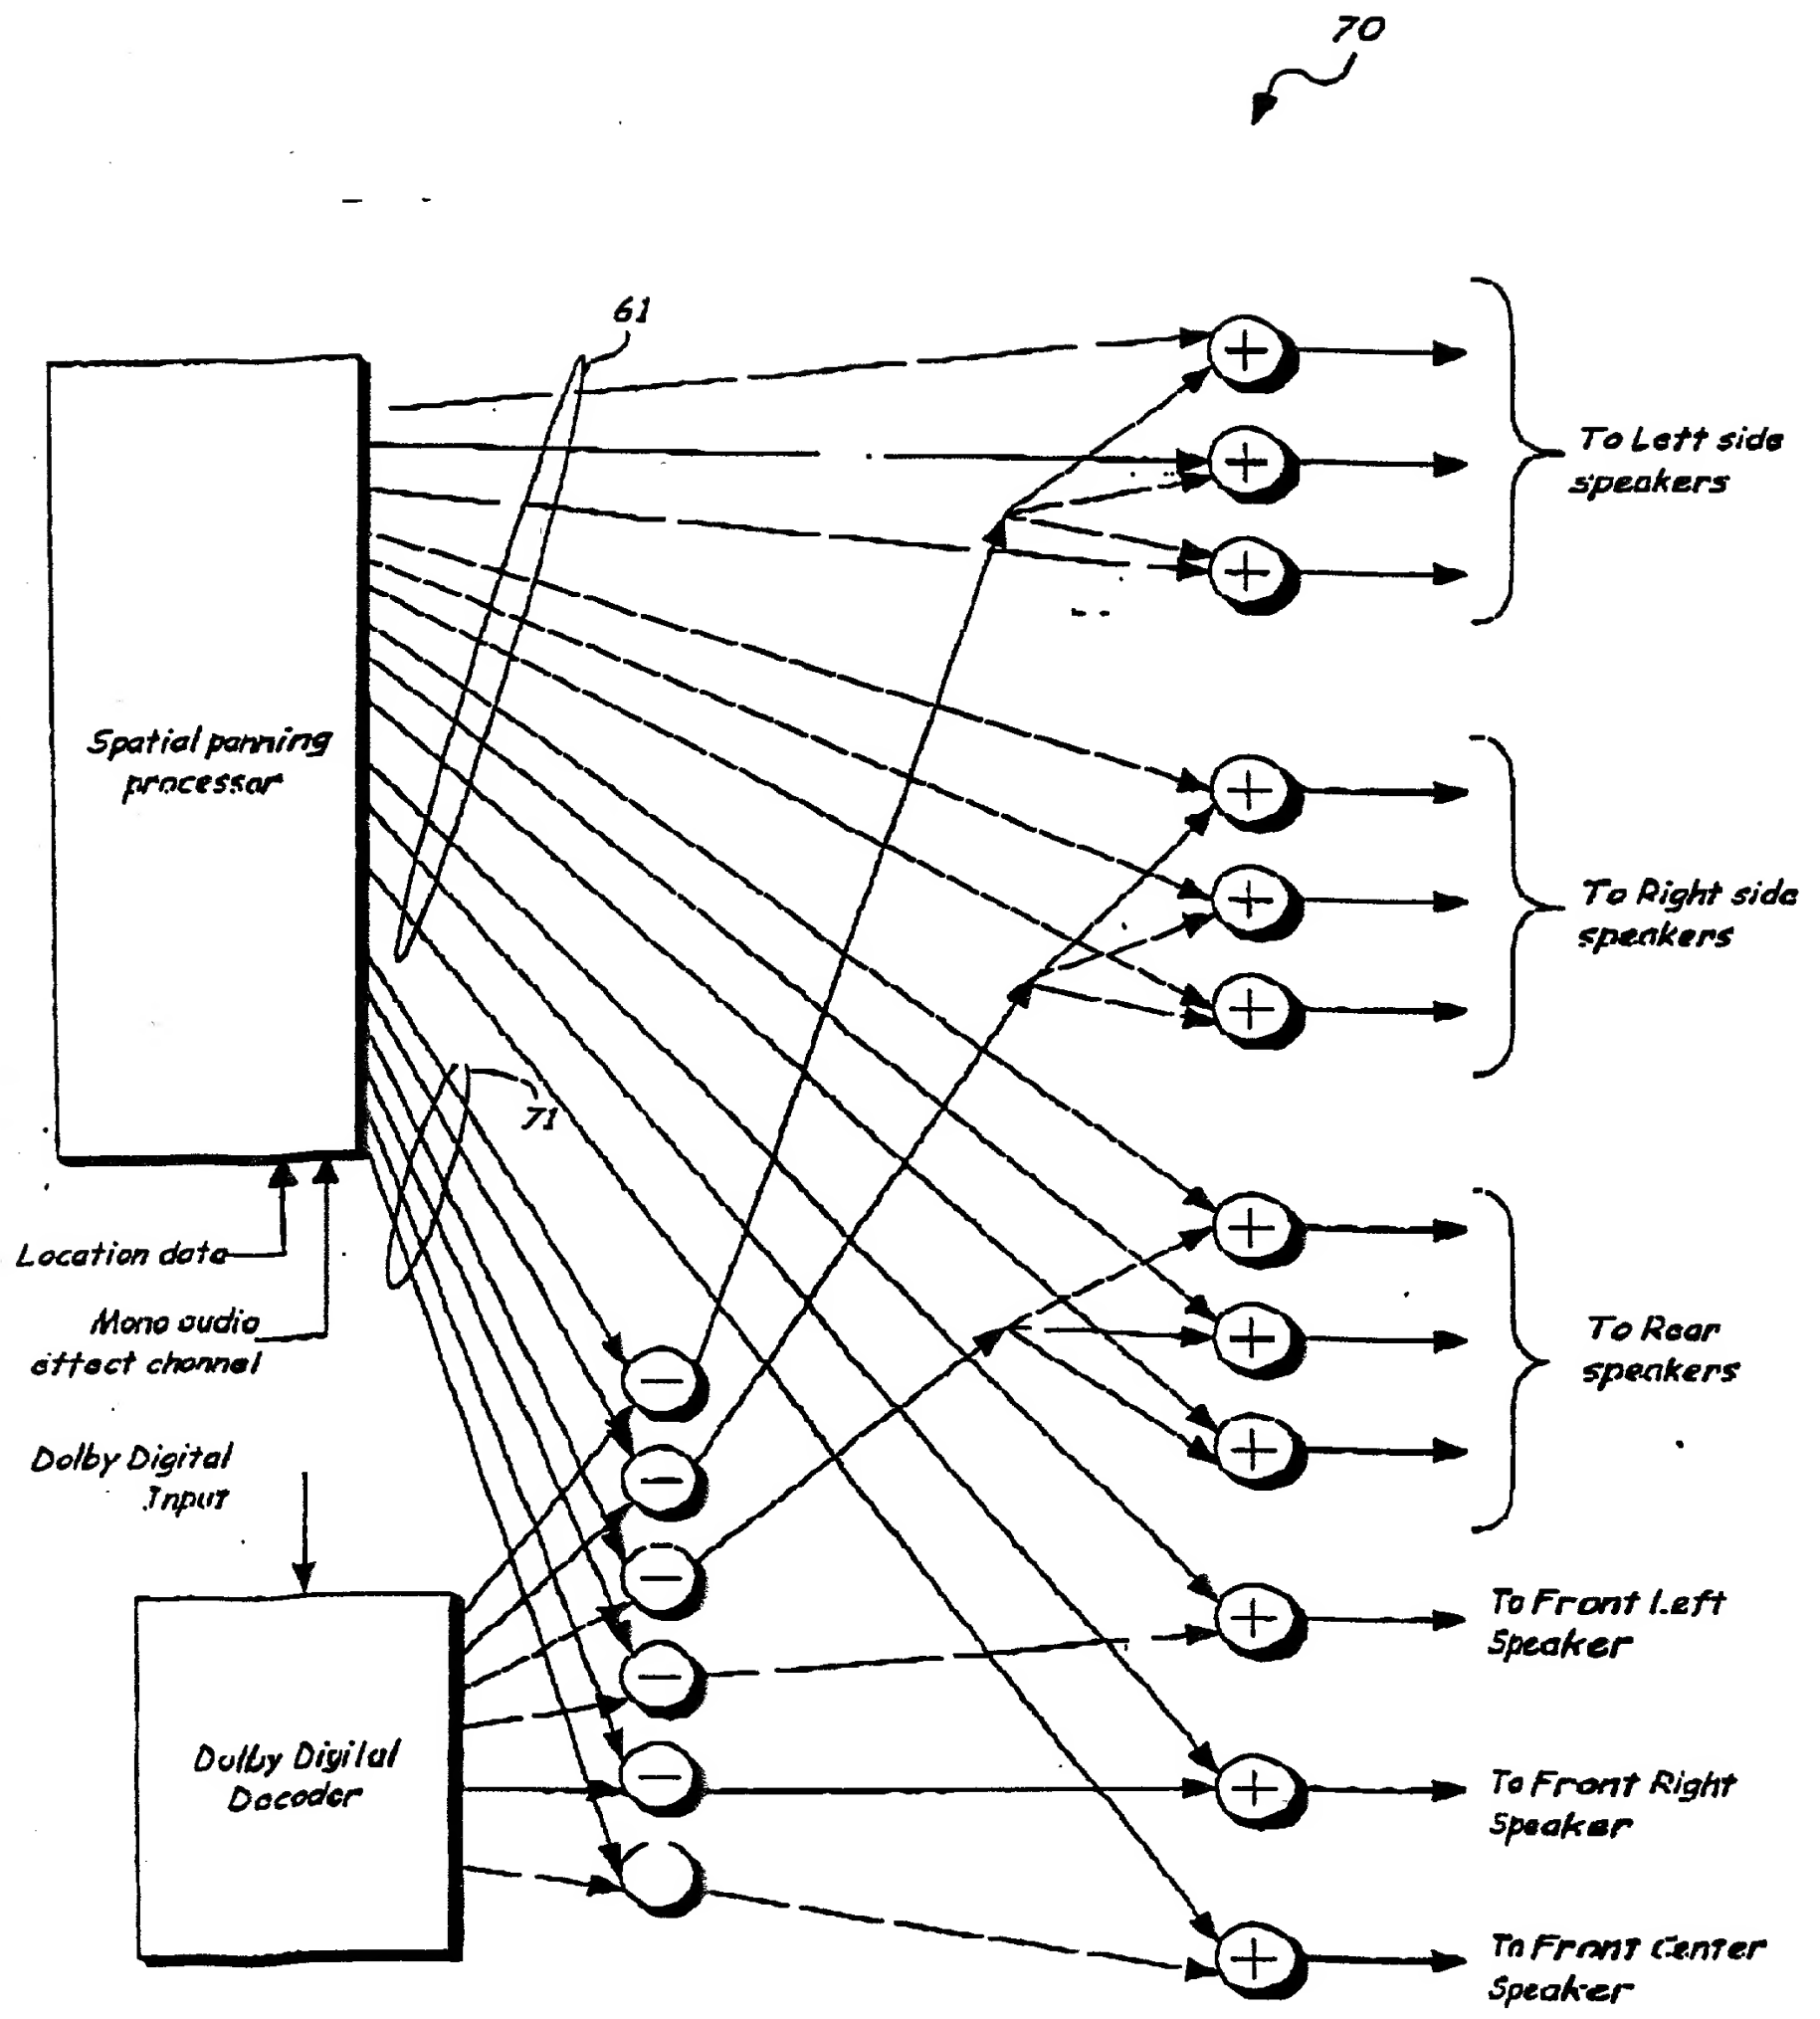 70
61
To Left side
speakers
Spatial panning
processor
To Right side
speakers
71
Location data
Mono audio
effect channel
To Rear
speakers
Dolby Digital
Input
To Front Left
Speaker
Dolby Digital
Decoder
To Front Right
Speaker
To Front Center
Speaker